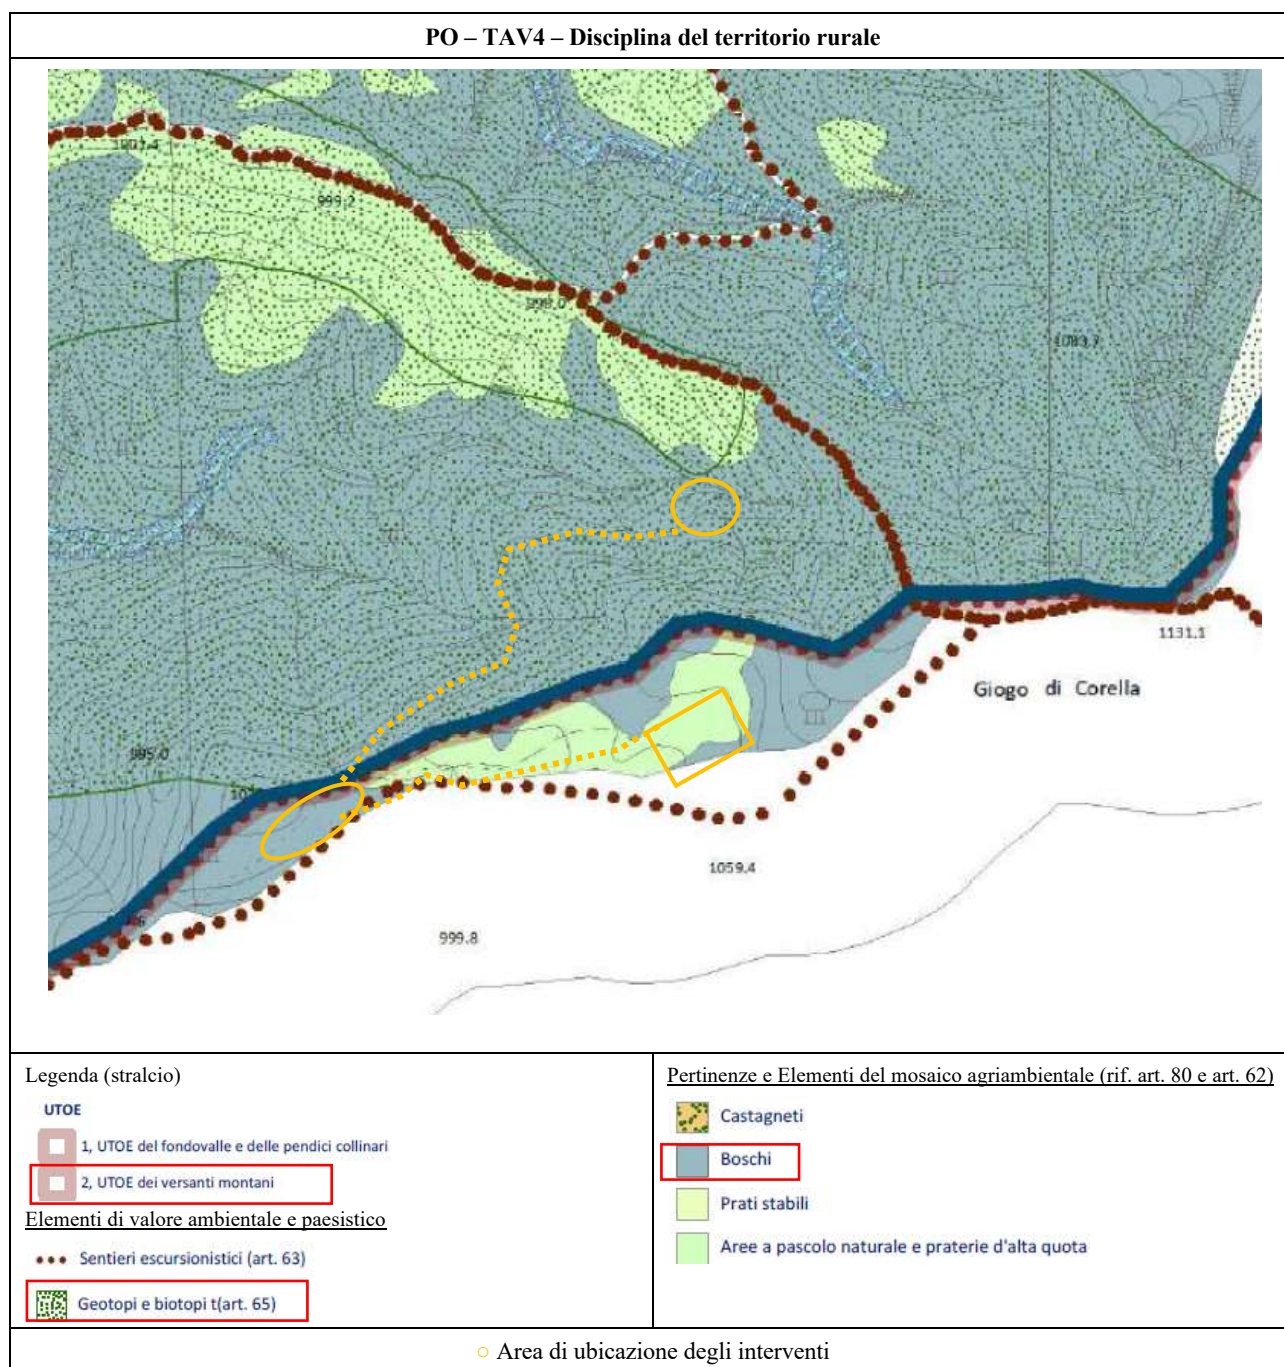 PO – TAV4 – Disciplina del territorio rurale
999.2
998.0
1083.7
1131.1
Giogo di Corella
995.0
1059.4
999.8
Legenda (stralcio)
UTOE
1, UTOE del fondovalle e delle pendici collinari
2, UTOE dei versanti montani
Elementi di valore ambientale e paesistico
Sentieri escursionistici (art. 63)
Geotopi e biotopi t(art. 65)
Pertinenze e Elementi del mosaico agriambientale (rif. art. 80 e art. 62)
Castagneti
Boschi
Prati stabili
Aree a pascolo naturale e praterie d'alta quota
○ Area di ubicazione degli interventi